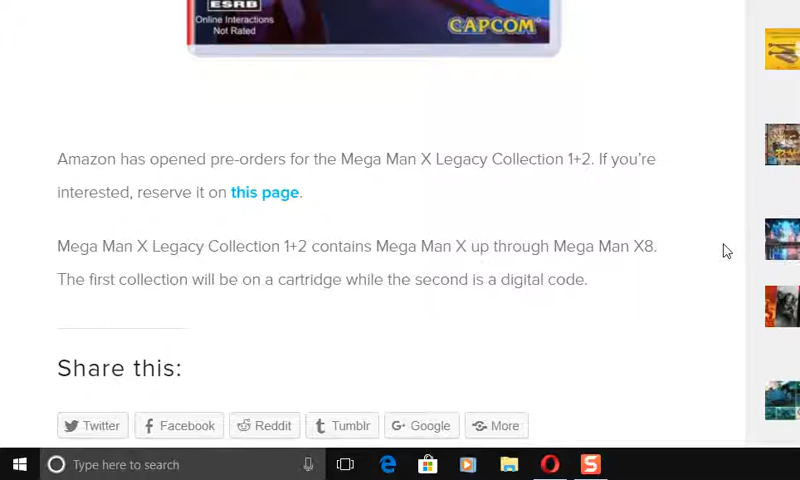 ESRB
Online Interactions
Not Rated
CAPCOM
Amazon has opened pre-orders for the Mega Man X Legacy Collection 1+2. If you're
interested, reserve it on this page.
Mega Man X Legacy Collection 1+2 contains Mega Man X up through Mega Man X8.
The first collection will be on a cartridge while the second is a digital code.
Share this:
Twitter Facebook Reddit Tumblr Google More
Type here to search